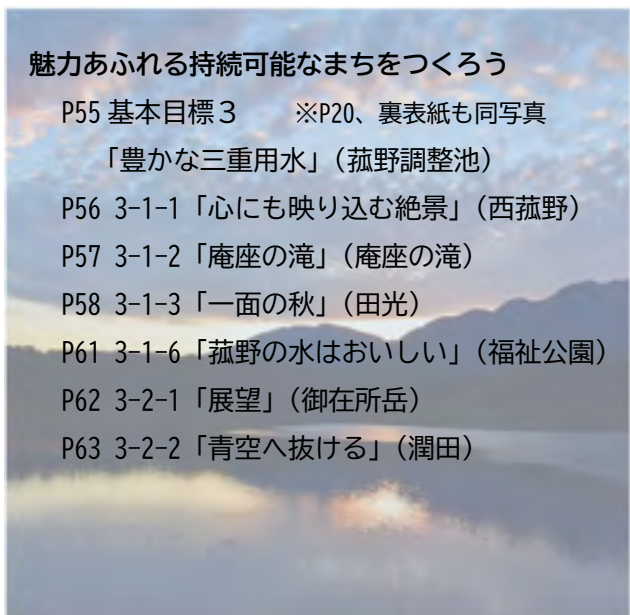 魅力あふれる持続可能なまちをつくろう
P55 基本目標３　　※P20、裏表紙も同写真
「豊かな三重用水」（菰野調整池）
P56 3-1-1「心にも映り込む絶景」（西菰野）
P57 3-1-2「庵座の滝」（庵座の滝）
P58 3-1-3「一面の秋」（田光）
P61 3-1-6「菰野の水はおいしい」（福祉公園）
P62 3-2-1「展望」（御在所岳）
P63 3-2-2「青空へ抜ける」（潤田）